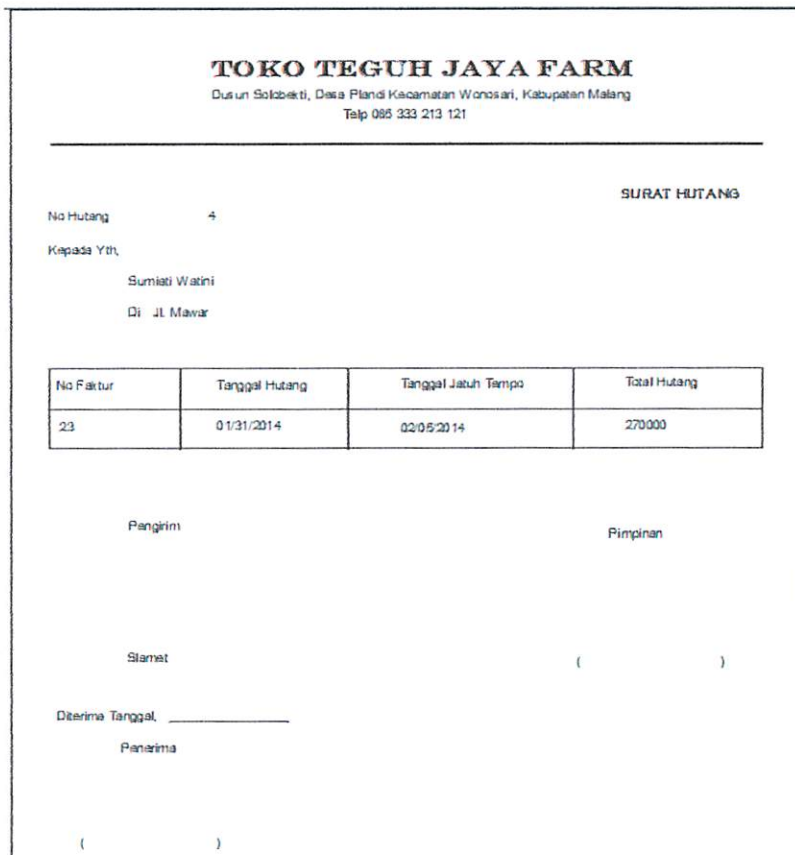 TOKO TEGUH JAYA FARM
Dusun Solobekti, Desa Plandi Kecamatan Wonosari, Kabupaten Malang
Telp 085 333 213 121
SURAT HUTANG
No Hutang 4
Kepada Yth,
Sumiati Watini
Di Jl. Mawar
No Faktur Tanggal Hutang Tanggal Jatuh Tempo Total Hutang
23 01/31/2014 02/05/2014 270000
Pengirim Pimpinan
Slamet ( )
Diterima Tanggal, _______________
Penerima
( )